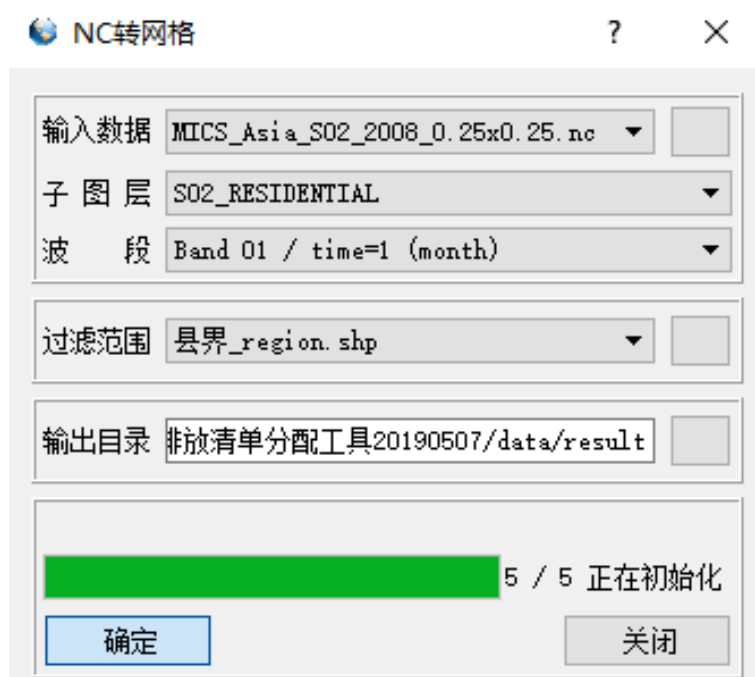 NC转网格 ?
输入数据 MICS_Asia_SO2_2008_0.25x0.25.nc
子 图 层 SO2_RESIDENTIAL
波 段 Band 01 / time=1 (month)
过滤范围 县界_region.shp
输出目录 非放清单分配工具20190507/data/result
5 / 5 正在初始化
确定 关闭